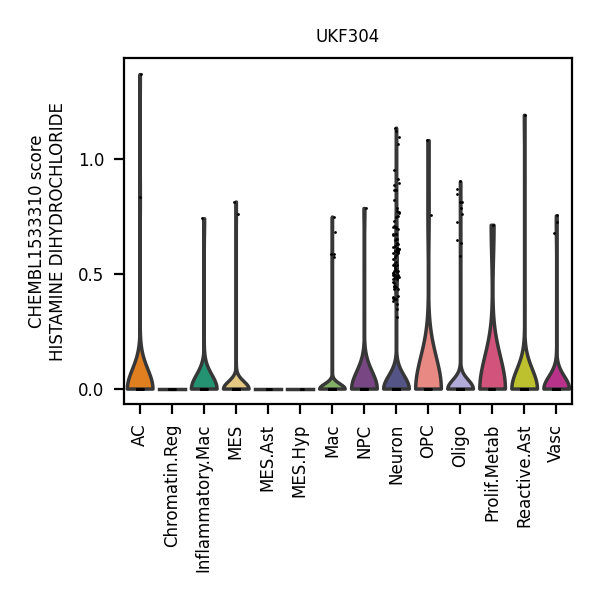 UKF304
CHEMBL1533310 score
HISTAMINE DIHYDROCHLORIDE
1.0
0.5
0.0
AC
Chromatin.Reg
Inflammatory.Mac
MES
MES.Ast
MES.Hyp
Mac
NPC
Neuron
OPC
Oligo
Prolif.Metab
Reactive.Ast
Vasc